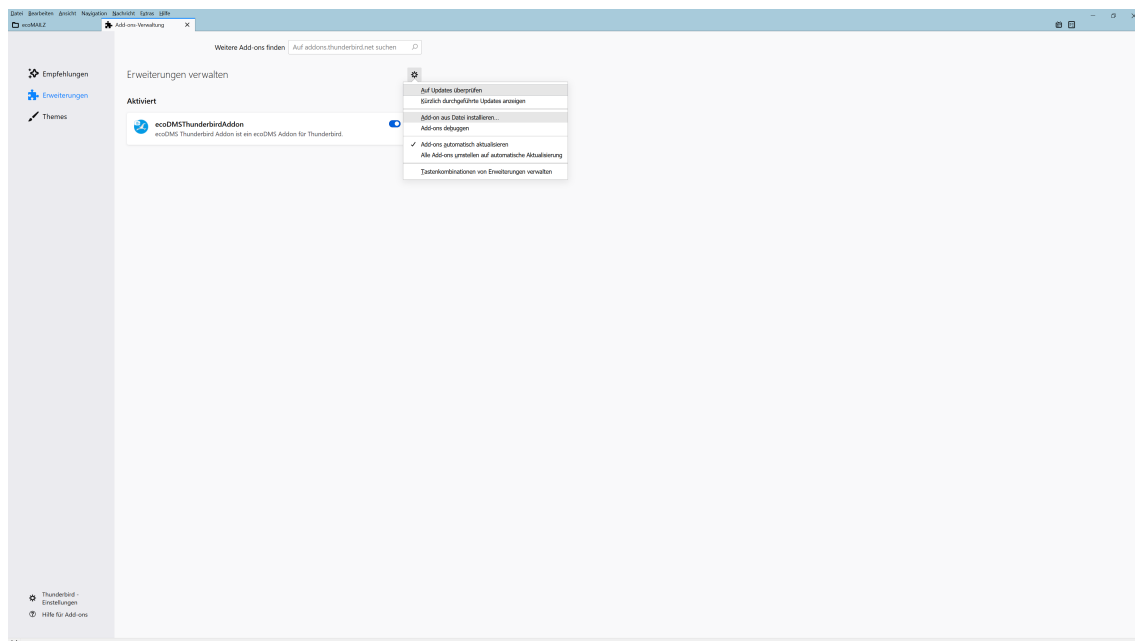 Datei Bearbeiten Ansicht Navigation Nachricht Extras Hilfe
ecoMAILZ
Add-ons-Verwaltung
Weitere Add-ons finden
Auf addons.thunderbird.net suchen
Empfehlungen
Erweiterungen
Themes
Erweiterungen verwalten
Auf Updates überprüfen
Kürzlich durchgeführte Updates anzeigen
Add-on aus Datei installieren...
Add-ons debuggen
Add-ons automatisch aktualisieren
Alle Add-ons umstellen auf automatische Aktualisierung
Tastenkombinationen von Erweiterungen verwalten
Aktiviert
ecoDMSThunderbirdAddon
ecoDMS Thunderbird Addon ist ein ecoDMS Addon für Thunderbird.
Thunderbird -
Einstellungen
Hilfe für Add-ons